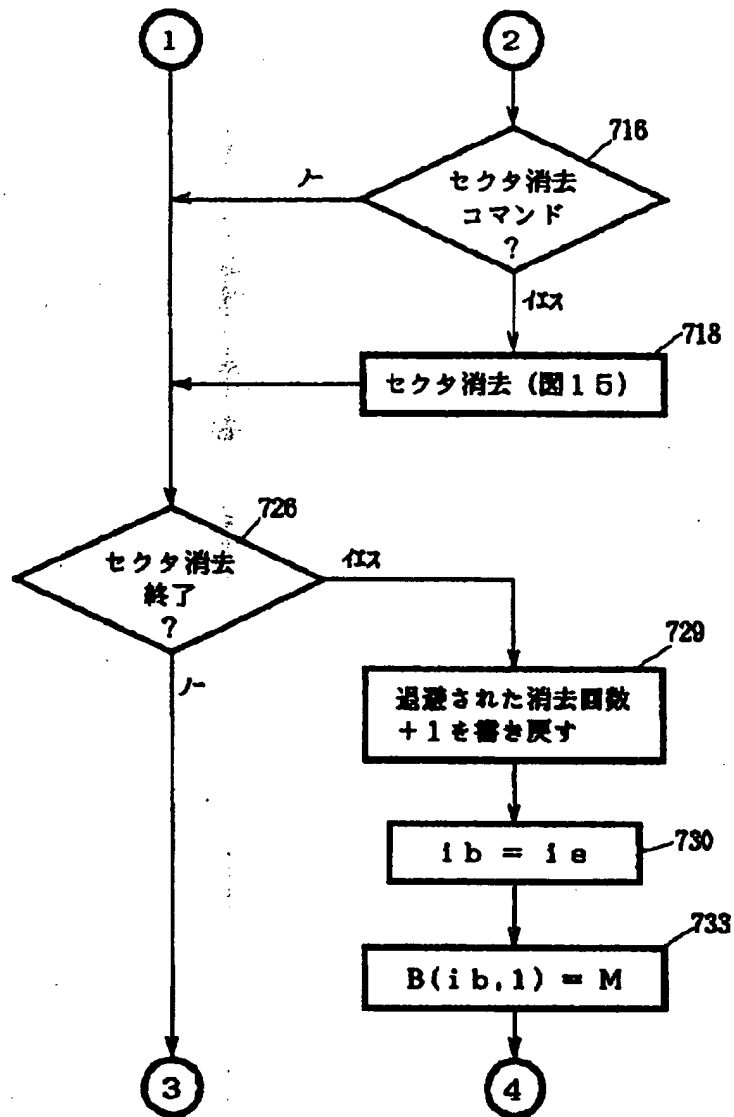 1
2
716
セクタ消去
コマンド
?
ノー
イエス
718
セクタ消去(図15)
726
セクタ消去
終了
?
イエス
ノー
729
退避された消去回数
+1を書き戻す
ib = ie
730
733
B(ib,1) = M
3
4